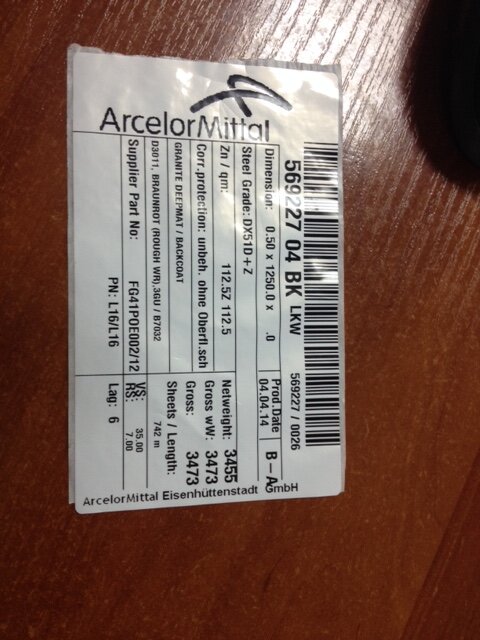 ArcelorMittal
569227 04 BK LKW
569227 / 0026
Dimension: 0.50 x 1250.0 x .0
Prod.Date
04.04.14
B - A
Steel Grade: DX51D + Z
Zn / qm: 112.5Z 112.5
Netweight: 3455
Corr.protection: unbeh. ohne Oberfl.sch
Gross wW: 3473
Gross: 3473
GRANITE DEEPMAT / BACKCOAT
Sheets / Length:
D3011, BRAUNROT (ROUGH WR),3GU / B7032
742 m
Supplier Part No: FG41POE002/12
VS: 35.00
RS: 7.00
PN: L16/L16
Lag: 6
ArcelorMittal Eisenhüttenstadt GmbH